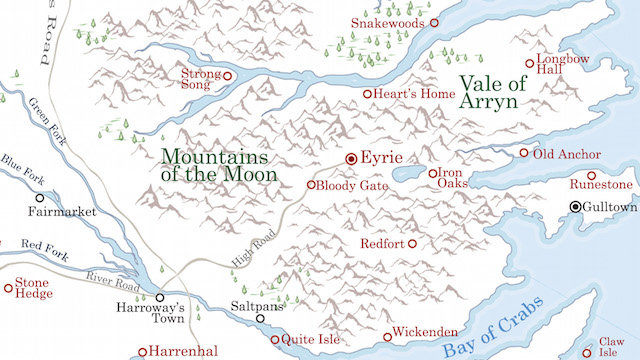 s Road
Snakewoods
Strong
Song
Longbow
Hall
Vale of
Arryn
Heart's Home
Green Fork
Mountains
of the Moon
Eyrie
Old Anchor
Blue Fork
Bloody Gate
Iron
Oaks
Runestone
Fairmarket
Gulltown
Red Fork
High Road
Redfort
River Road
Stone
Hedge
Harroway's
Town
Saltpans
Quite Isle
Wickenden
Bay of Crabs
Harrenhal
Claw
Isle